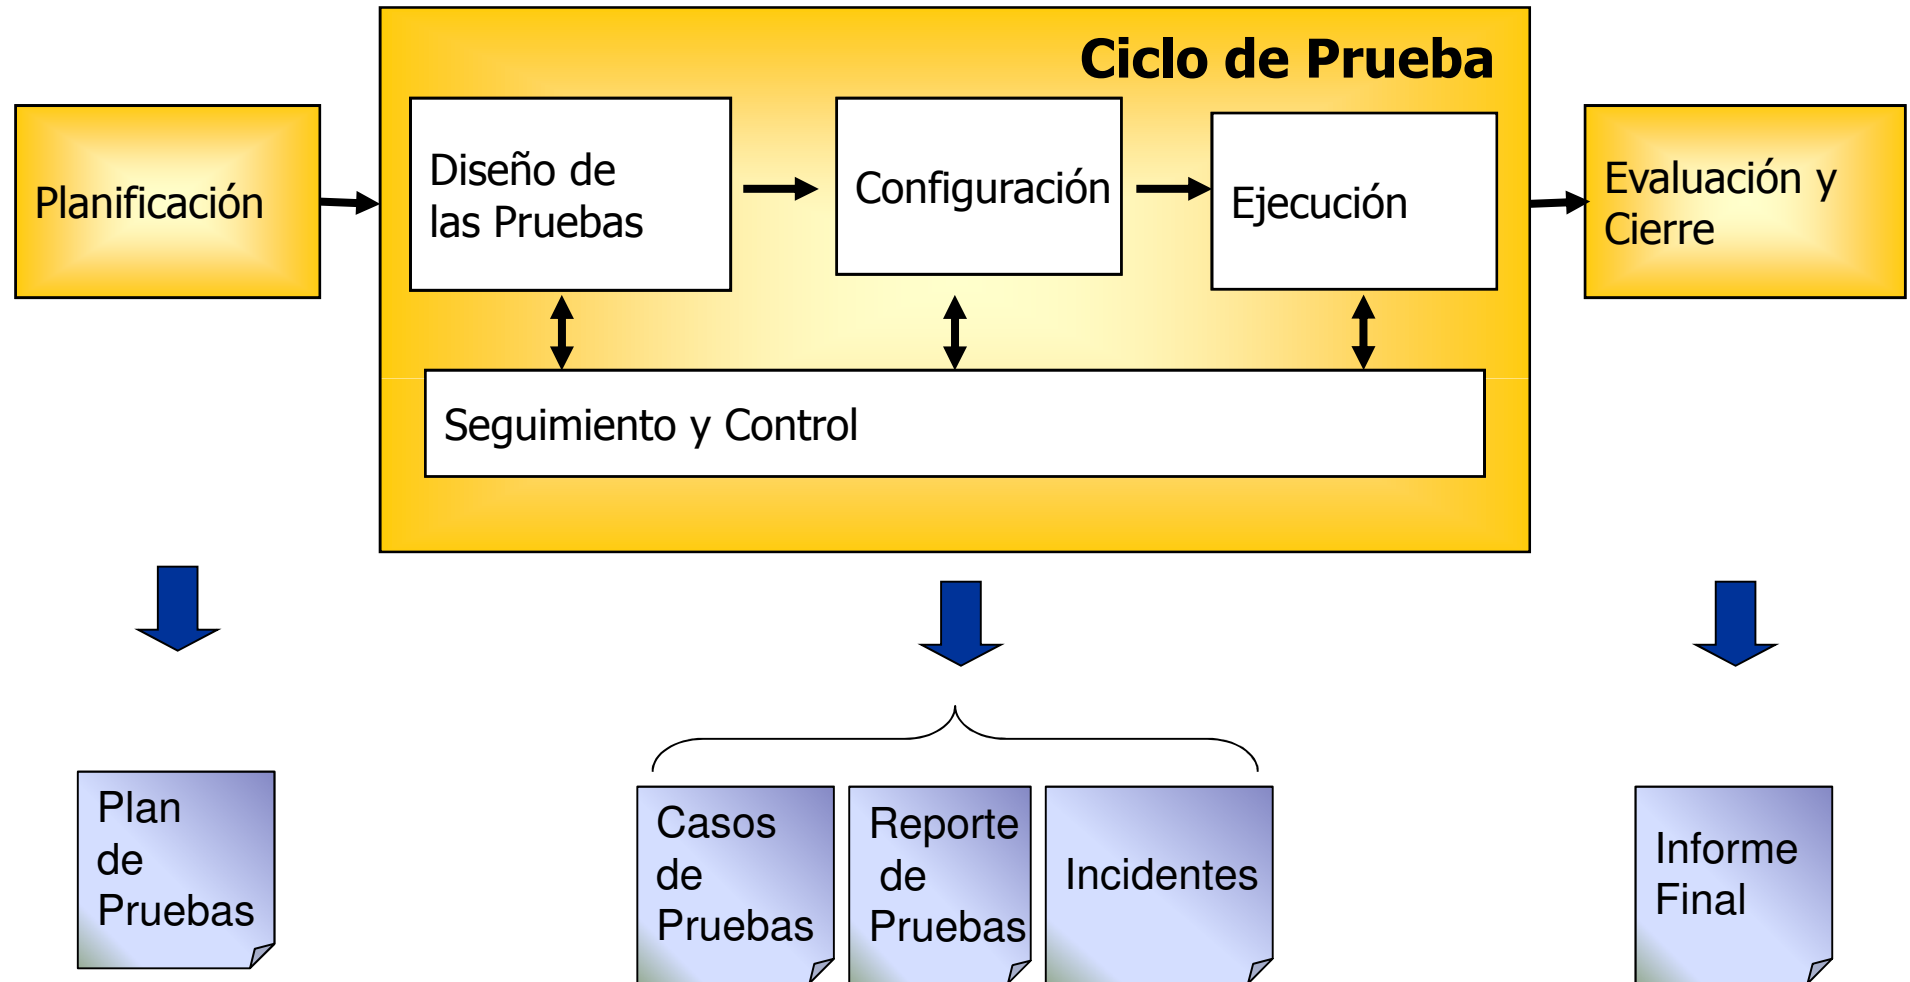 Ciclo de Prueba
Planificación
Diseño de
las Pruebas
Configuración
Ejecución
Evaluación y
Cierre
Seguimiento y Control
Plan
de
Pruebas
Casos
de
Pruebas
Reporte
de
Pruebas
Incidentes
Informe
Final